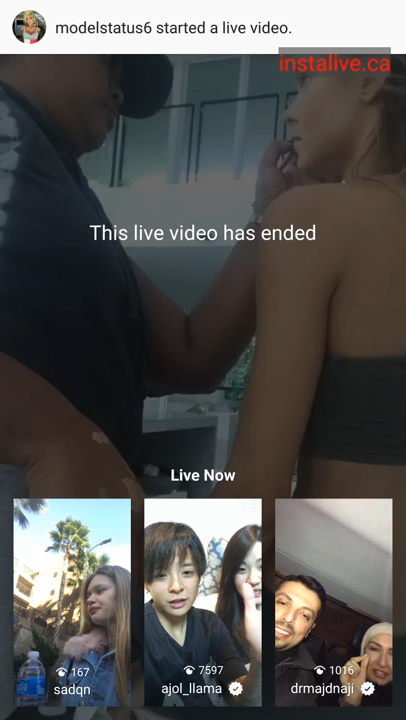 modelstatus6 started a live video.
instalive.ca
This live video has ended
Live Now
167
sadqn
7597
ajol_llama
1016
drmajdnaji